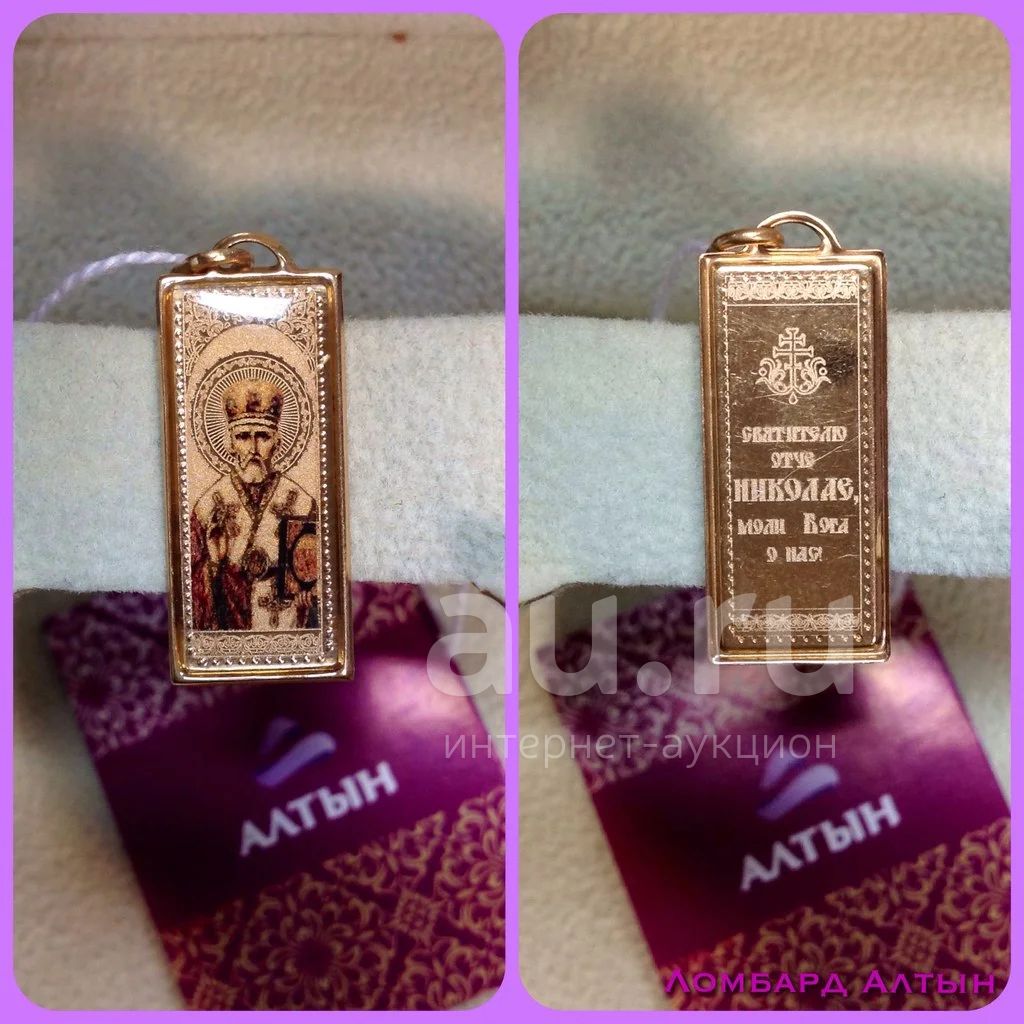 СВЯТИТЕЛЮ
ОТЧЕ
НИКОЛАЕ,
МОЛИ БОГА
О НАС!
au.ru
интернет-аукцион
АЛТЫН
АЛТЫН
Ломбард Алтын